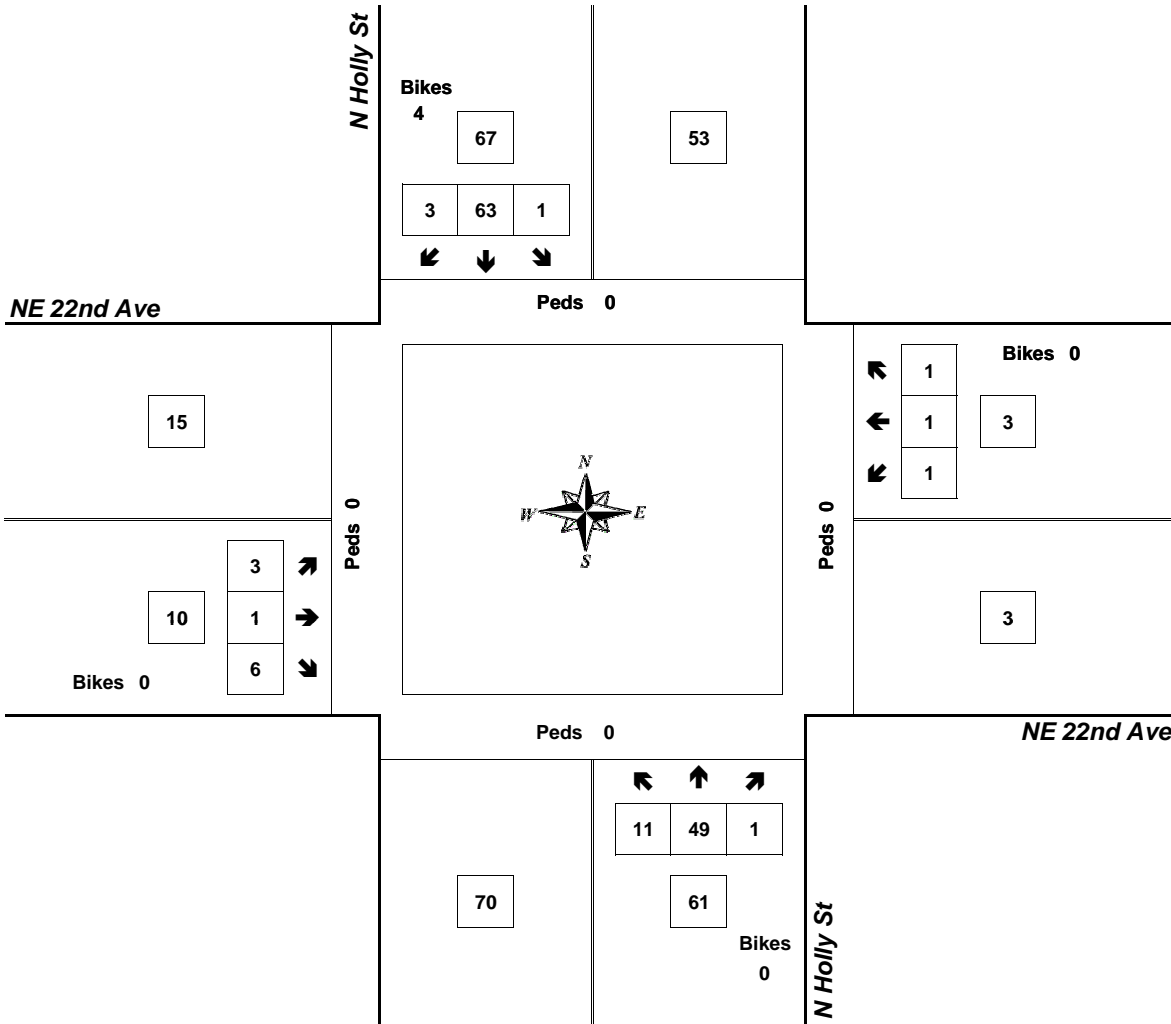 N Holly St
Bikes
4
67
53
3 63 1
Peds 0
NE 22nd Ave
Bikes 0
1
15
1 3
1
N
W E
S
Peds 0
Peds 0
3
10 1
3
6
Bikes 0
Peds 0
NE 22nd Ave
11 49 1
70
61
Bikes
0
N Holly St